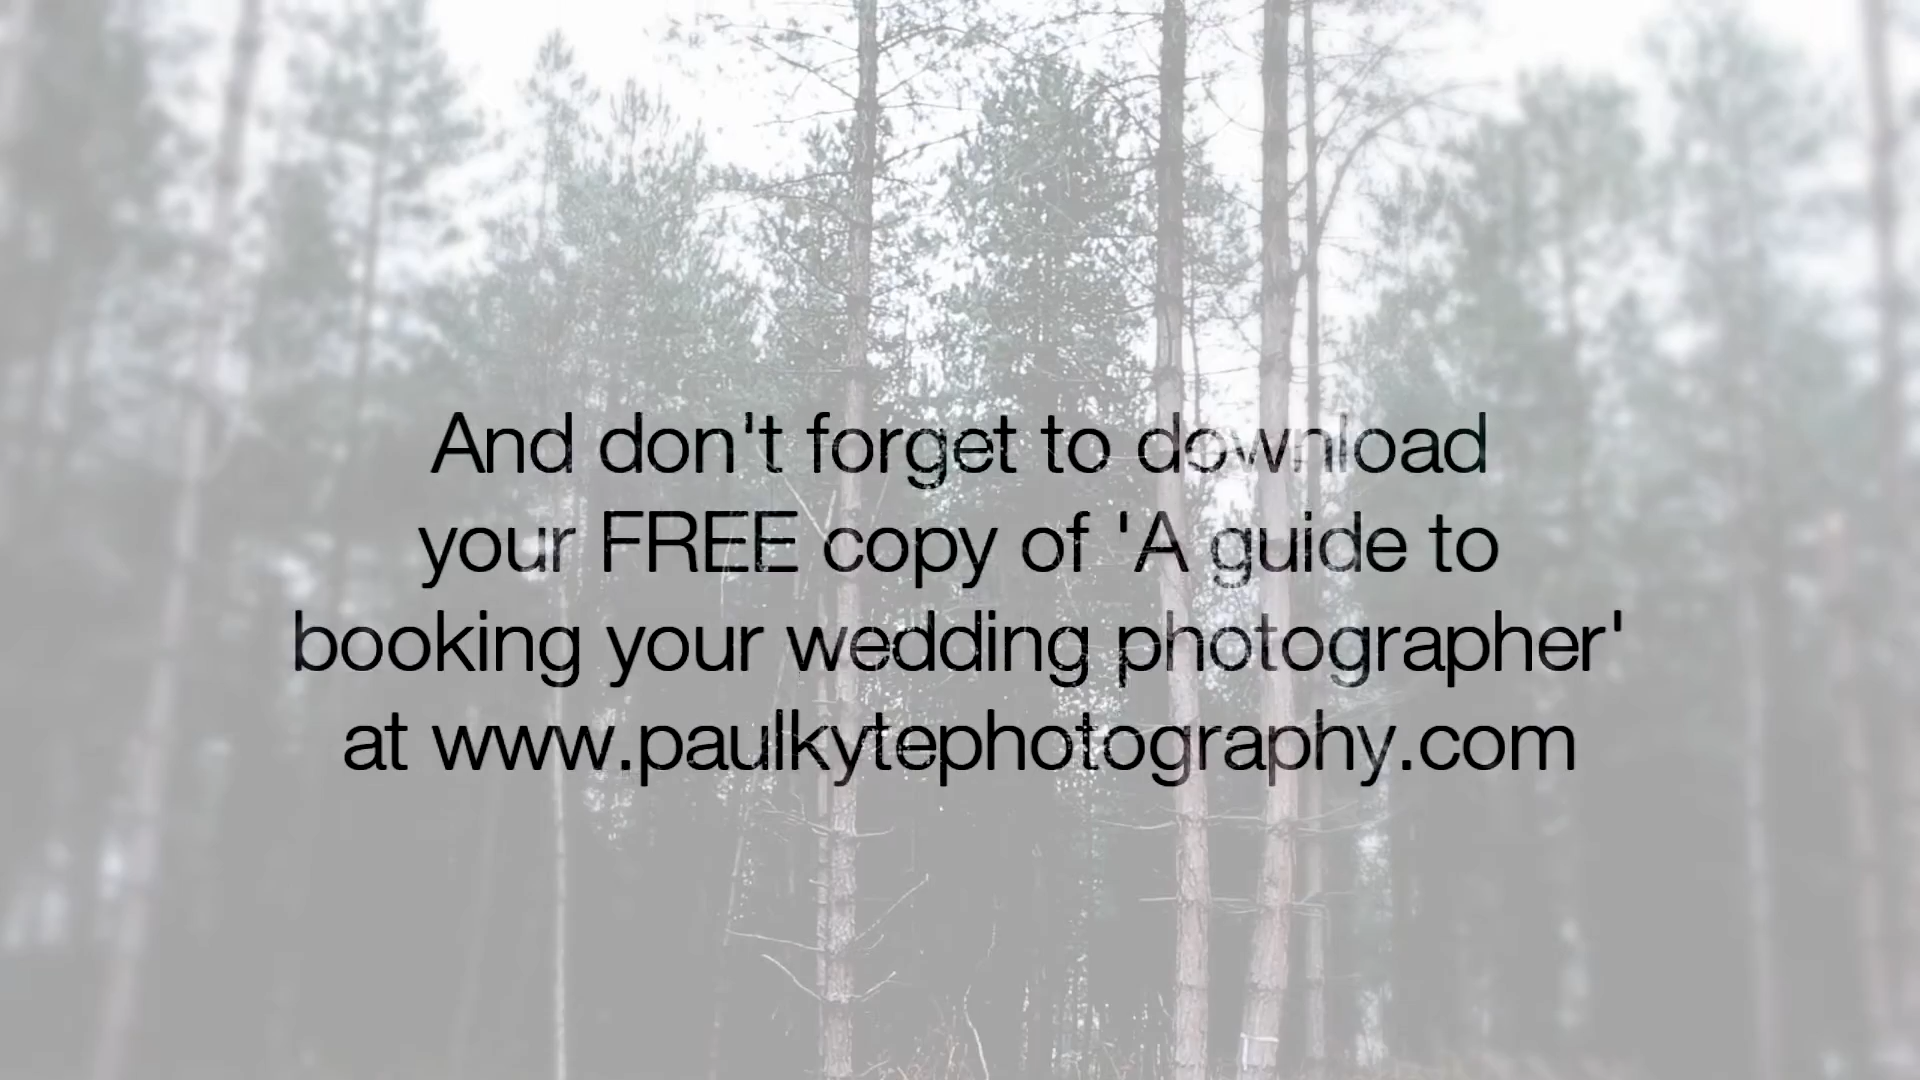 And don't forget to download
your FREE copy of 'A guide to
booking your wedding photographer'
at www.paulkytephotography.com